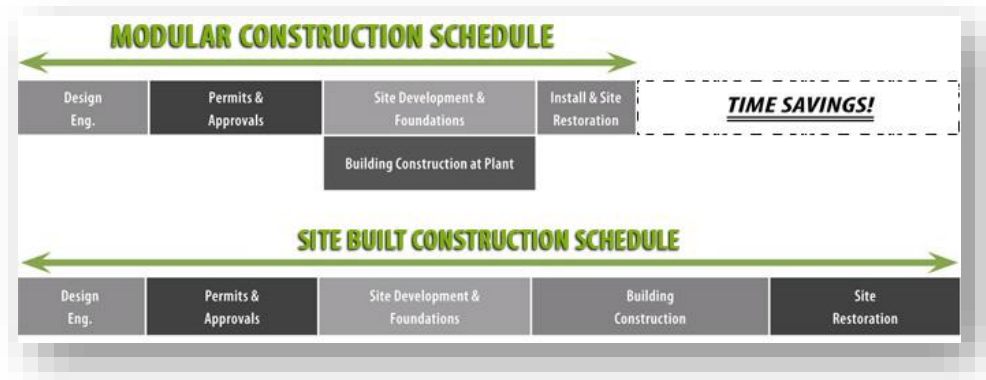 MODULAR CONSTRUCTION SCHEDULE
Design
Eng.
Permits &
Approvals
Site Development &
Foundations
Install & Site
Restoration
TIME SAVINGS!
Building Construction at Plant
SITE BUILT CONSTRUCTION SCHEDULE
Design
Eng.
Permits &
Approvals
Site Development &
Foundations
Building
Construction
Site
Restoration